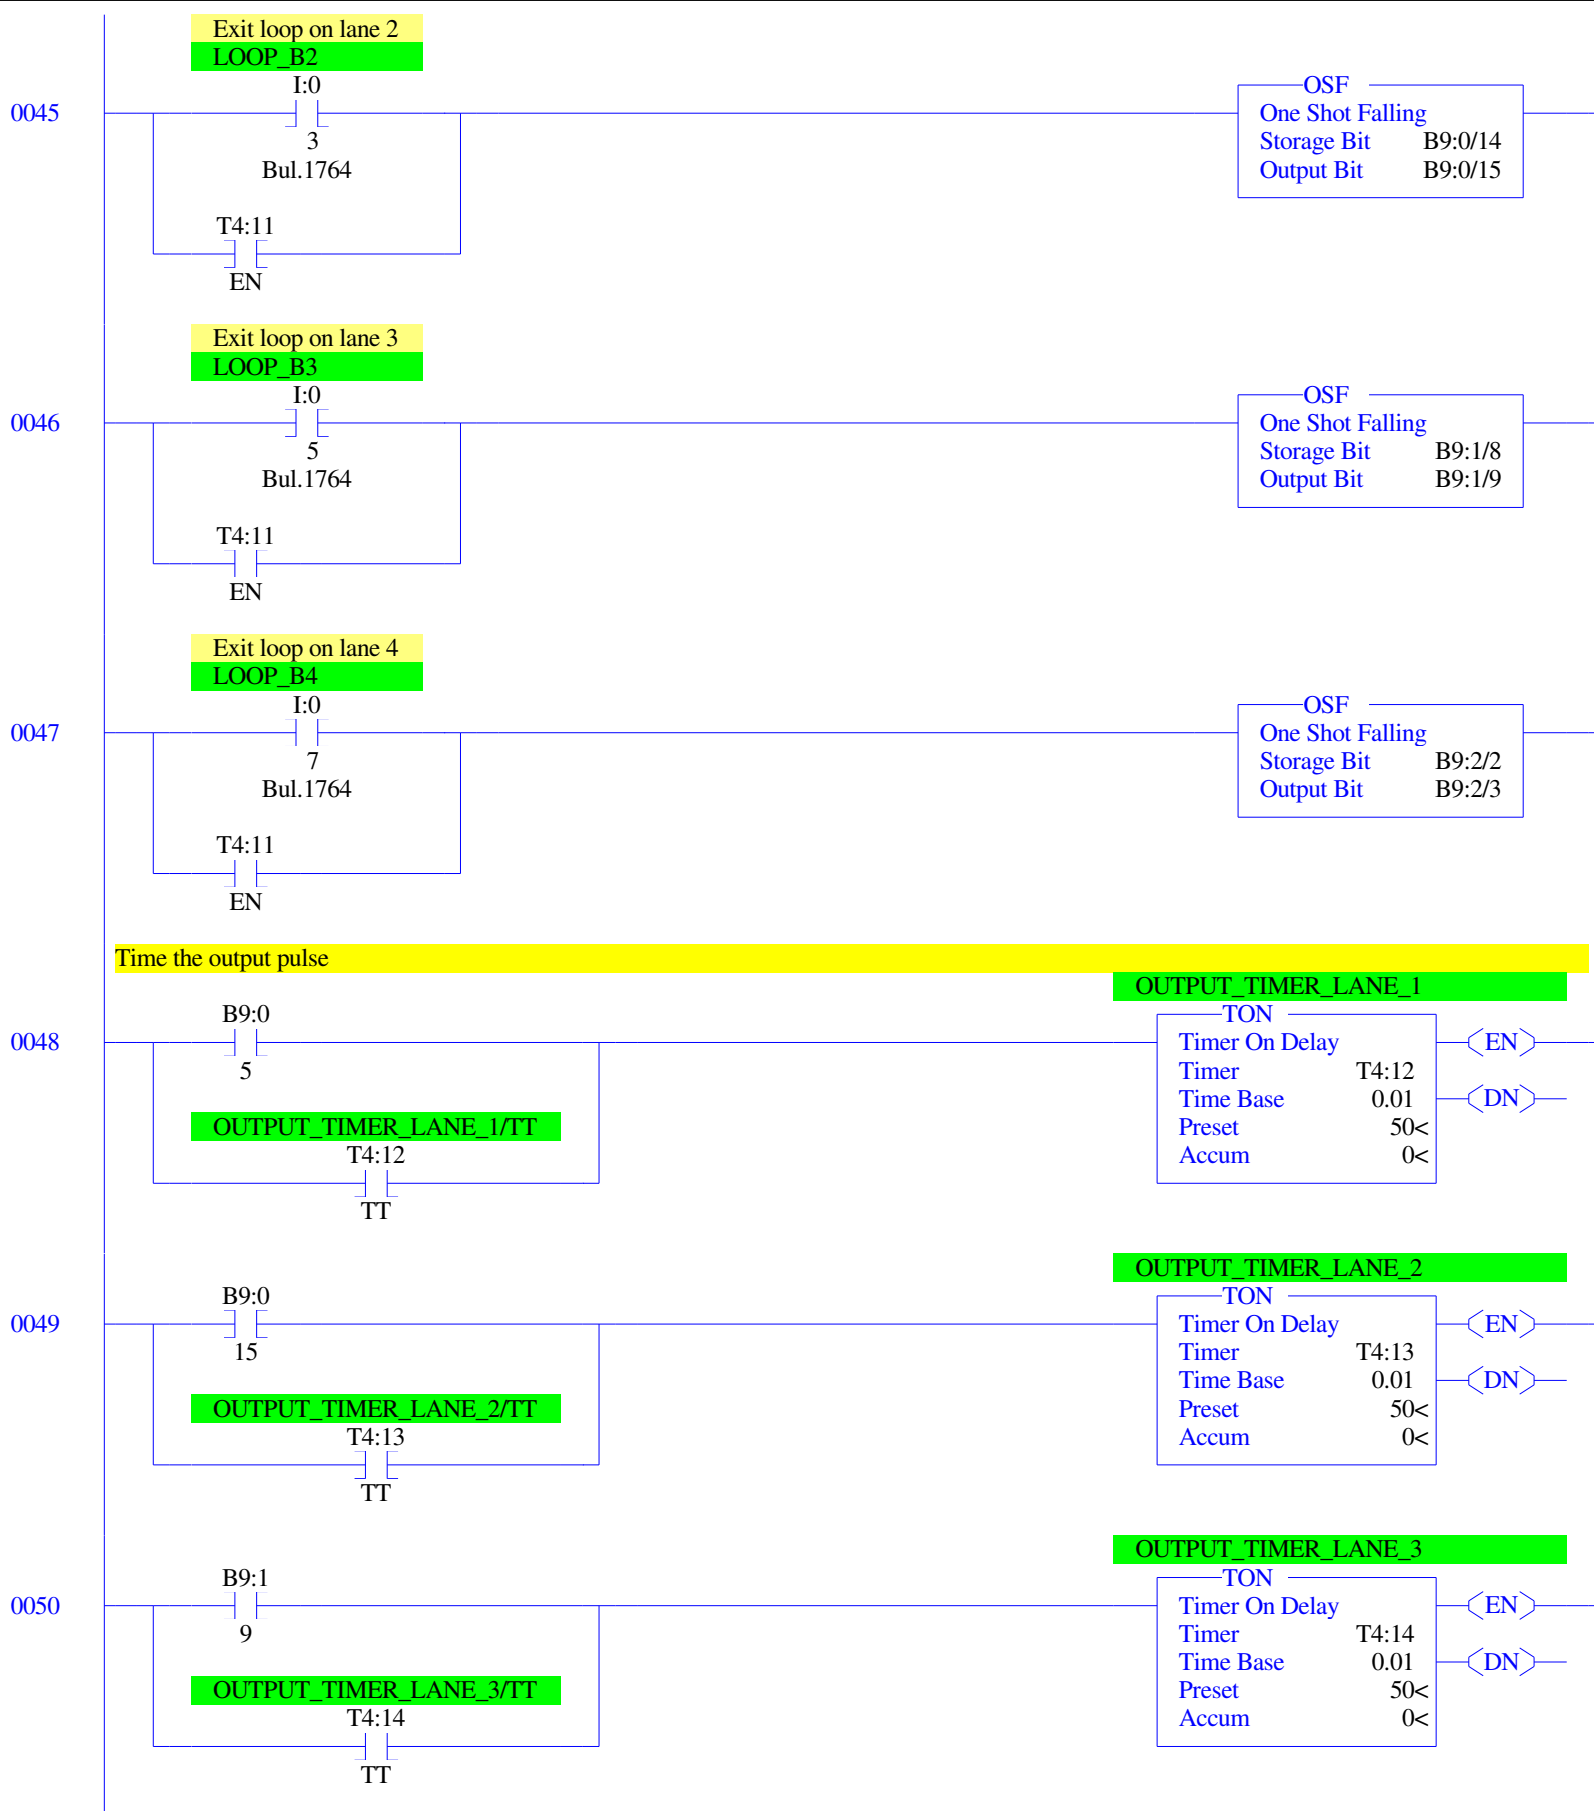 Exit loop on lane 2
LOOP_B2
I:0
3
Bul.1764
T4:11
EN
0045
OSF
One Shot Falling
Storage Bit B9:0/14
Output Bit B9:0/15
Exit loop on lane 3
LOOP_B3
I:0
5
Bul.1764
T4:11
EN
0046
OSF
One Shot Falling
Storage Bit B9:1/8
Output Bit B9:1/9
Exit loop on lane 4
LOOP_B4
I:0
7
Bul.1764
T4:11
EN
0047
OSF
One Shot Falling
Storage Bit B9:2/2
Output Bit B9:2/3
Time the output pulse
0048
B9:0
5
OUTPUT_TIMER_LANE_1/TT
T4:12
TT
OUTPUT_TIMER_LANE_1
TON
Timer On Delay
Timer T4:12
Time Base 0.01
Preset 50<
Accum 0<
EN
DN
0049
B9:0
15
OUTPUT_TIMER_LANE_2/TT
T4:13
TT
OUTPUT_TIMER_LANE_2
TON
Timer On Delay
Timer T4:13
Time Base 0.01
Preset 50<
Accum 0<
EN
DN
0050
B9:1
9
OUTPUT_TIMER_LANE_3/TT
T4:14
TT
OUTPUT_TIMER_LANE_3
TON
Timer On Delay
Timer T4:14
Time Base 0.01
Preset 50<
Accum 0<
EN
DN